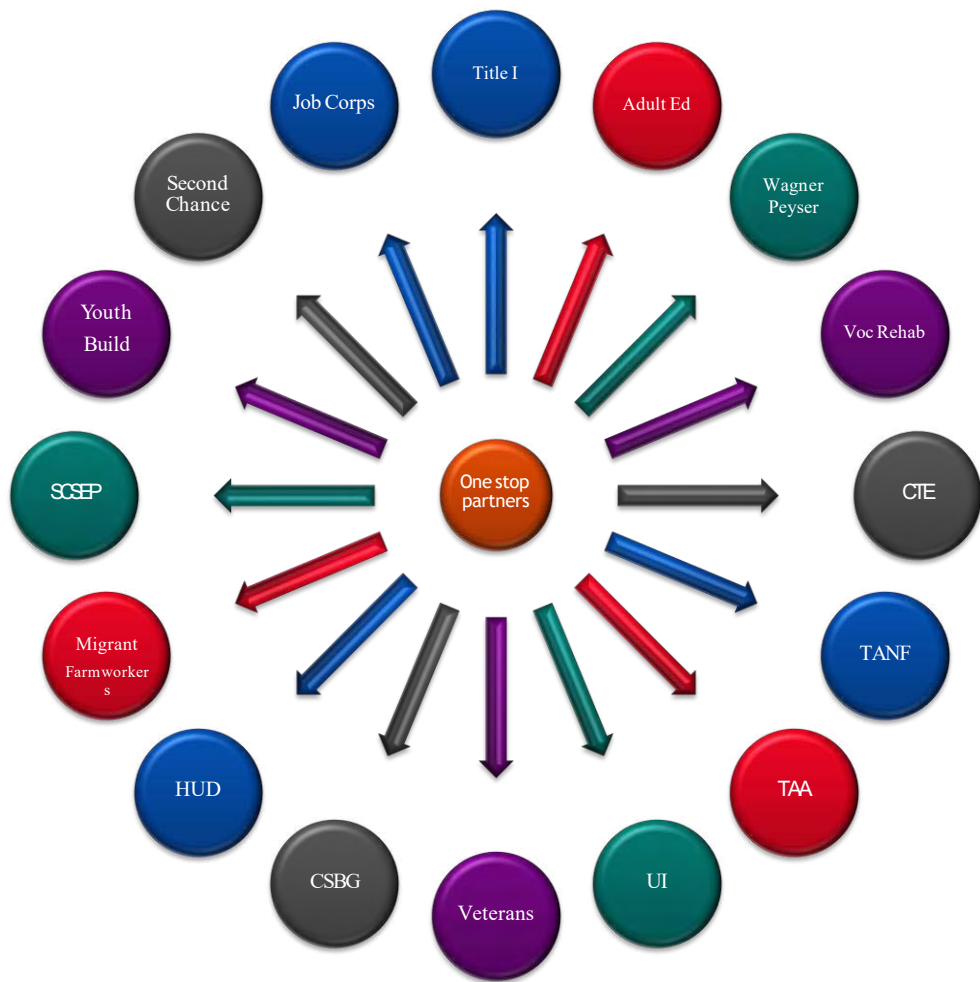 Title I
Adult Ed
Wagner
Peyser
Voc Rehab
CTE
TANF
TAA
UI
Veterans
CSBG
HUD
Migrant
Farmworker
s
SCSEP
Youth
Build
Second
Chance
Job Corps
One stop
partners